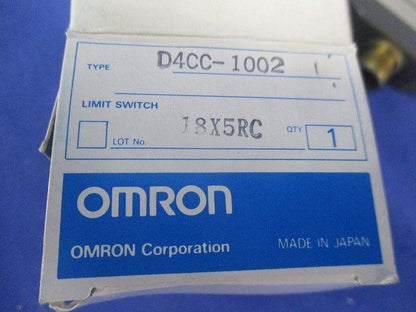 TYPE D4CC-1002
LIMIT SWITCH
LOT No. 18X5RC QTY 1
OMRON
OMRON Corporation MADE IN JAPAN